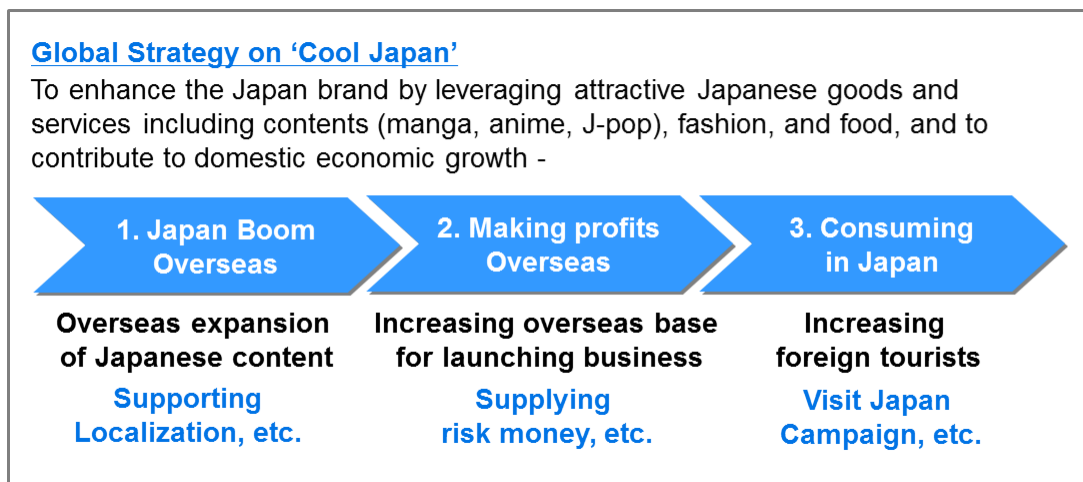 Global Strategy on ‘Cool Japan’
To enhance the Japan brand by leveraging attractive Japanese goods and
services including contents (manga, anime, J-pop), fashion, and food, and to
contribute to domestic economic growth -
1. Japan Boom
Overseas
2. Making profits
Overseas
3. Consuming
in Japan
Overseas expansion
of Japanese content
Increasing overseas base
for launching business
Increasing
foreign tourists
Supporting
Localization, etc.
Supplying
risk money, etc.
Visit Japan
Campaign, etc.